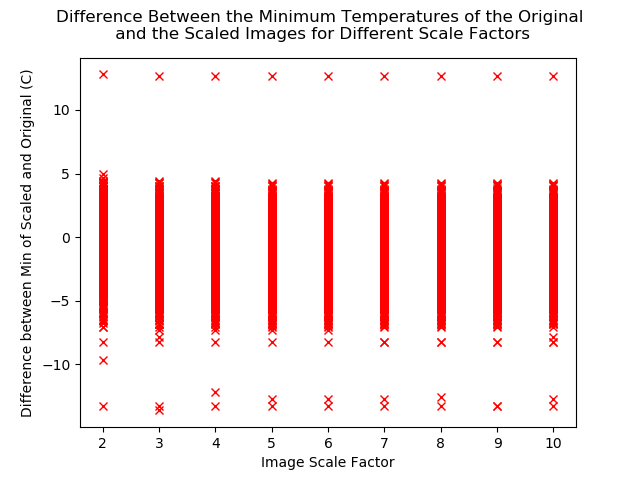 Difference Between the Minimum Temperatures of the Original
and the Scaled Images for Different Scale Factors
Difference between Min of Scaled and Original (C)
10
5
0
−5
−10
2 3 4 5 6 7 8 9 10
Image Scale Factor